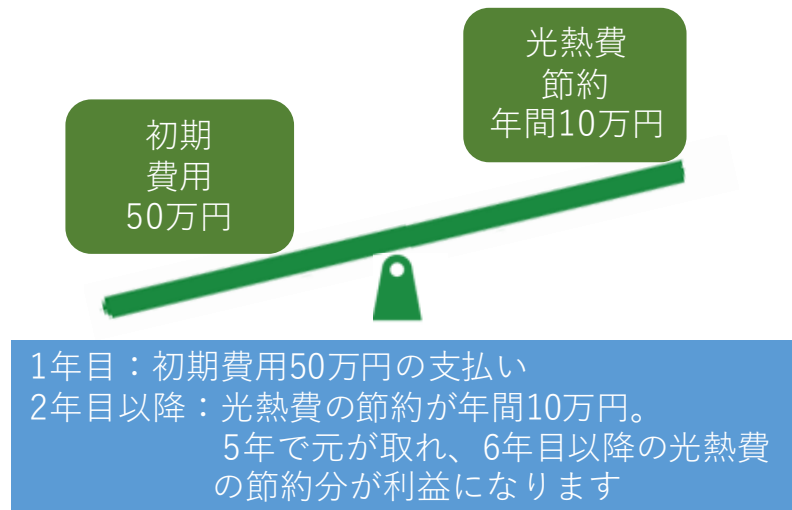 光熱費
節約
年間10万円
初期
費用
50万円
1年目：初期費用50万円の支払い
2年目以降：光熱費の節約が年間10万円。
5年で元が取れ、6年目以降の光熱費
の節約分が利益になります